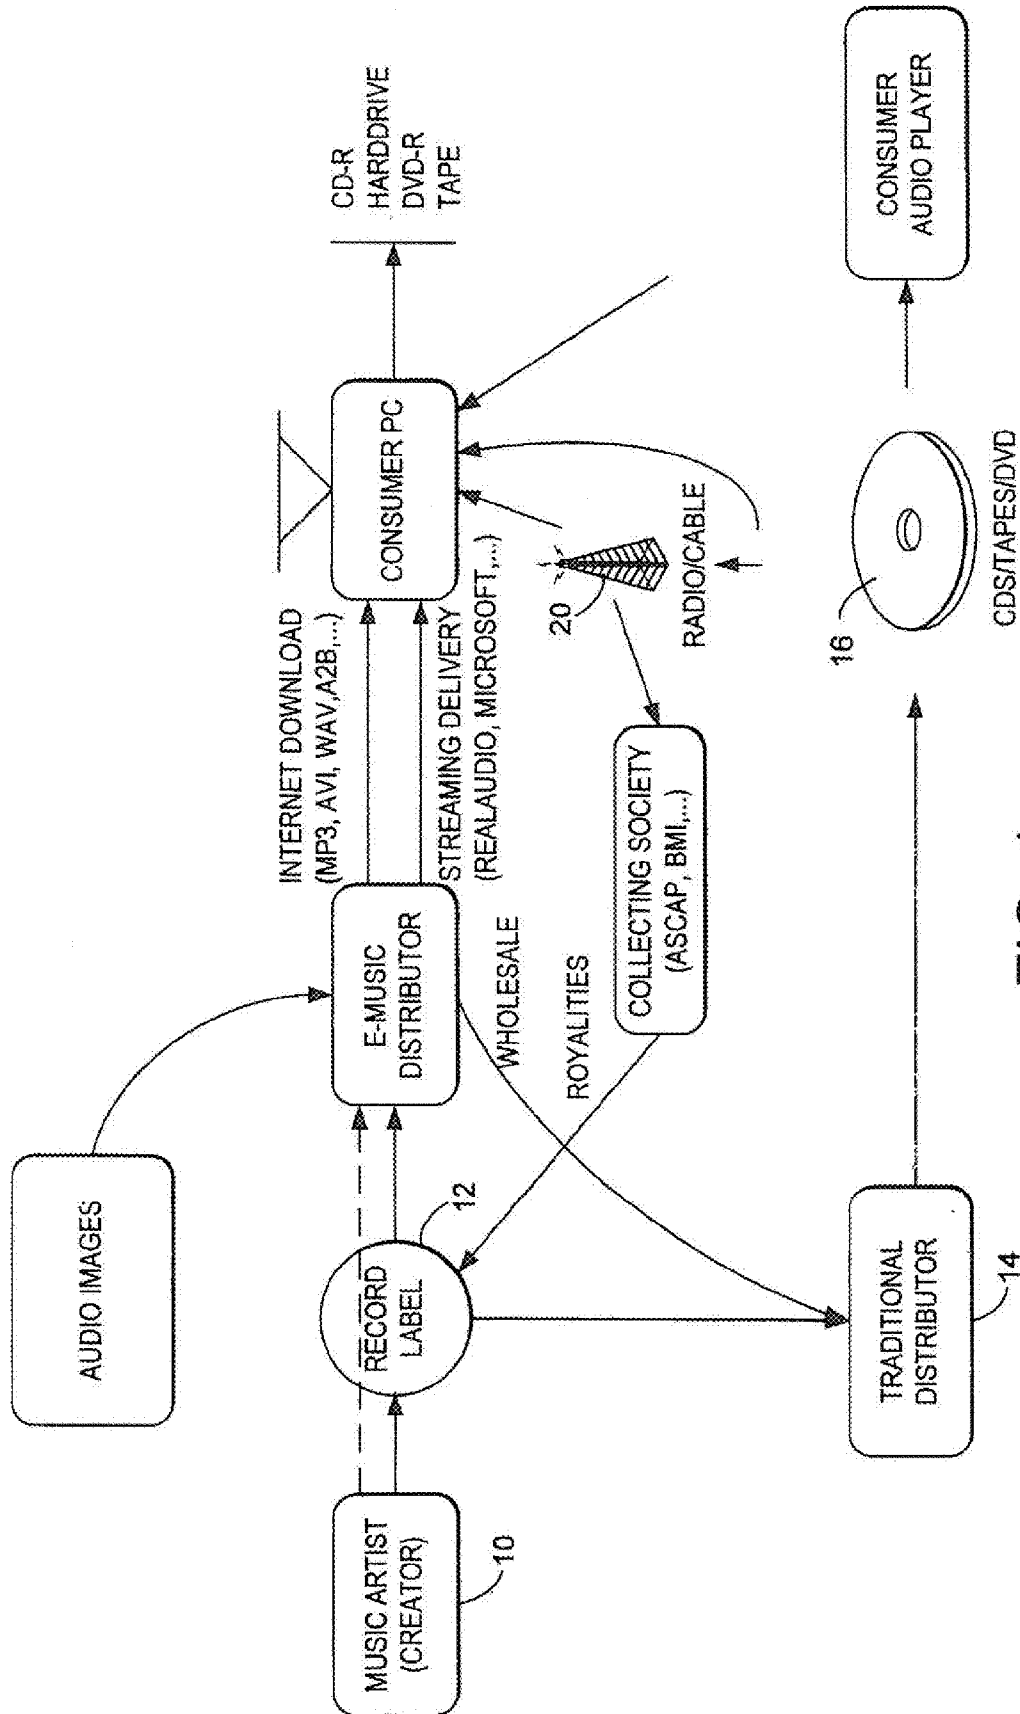 AUDIO IMAGES
MUSIC ARTIST
(CREATOR)
10
RECORD
LABEL
12
E-MUSIC
DISTRIBUTOR
INTERNET DOWNLOAD
(MP3, AVI, WAV,A2B,...)
STREAMING DELIVERY
(REALAUDIO, MICROSOFT,...)
CONSUMER PC
CD-R
HARDDRIVE
DVD-R
TAPE
WHOLESALE
ROYALITIES
COLLECTING SOCIETY
(ASCAP, BMI,...)
20
RADIO/CABLE
TRADITIONAL
DISTRIBUTOR
14
16
CDS/TAPES/DVD
CONSUMER
AUDIO PLAYER